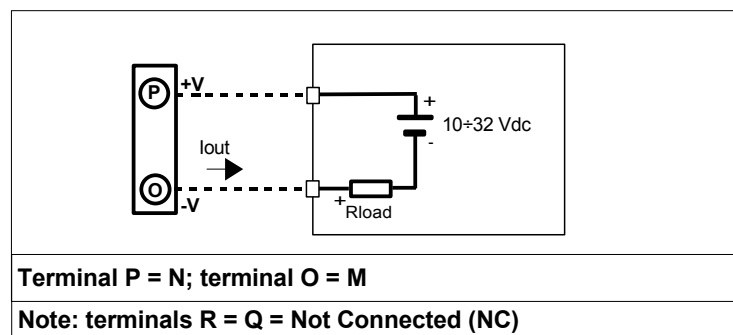 P
+V
+
10÷32 Vdc
-
Iout
O
-V
+
Rload
Terminal P = N; terminal O = M
Note: terminals R = Q = Not Connected (NC)